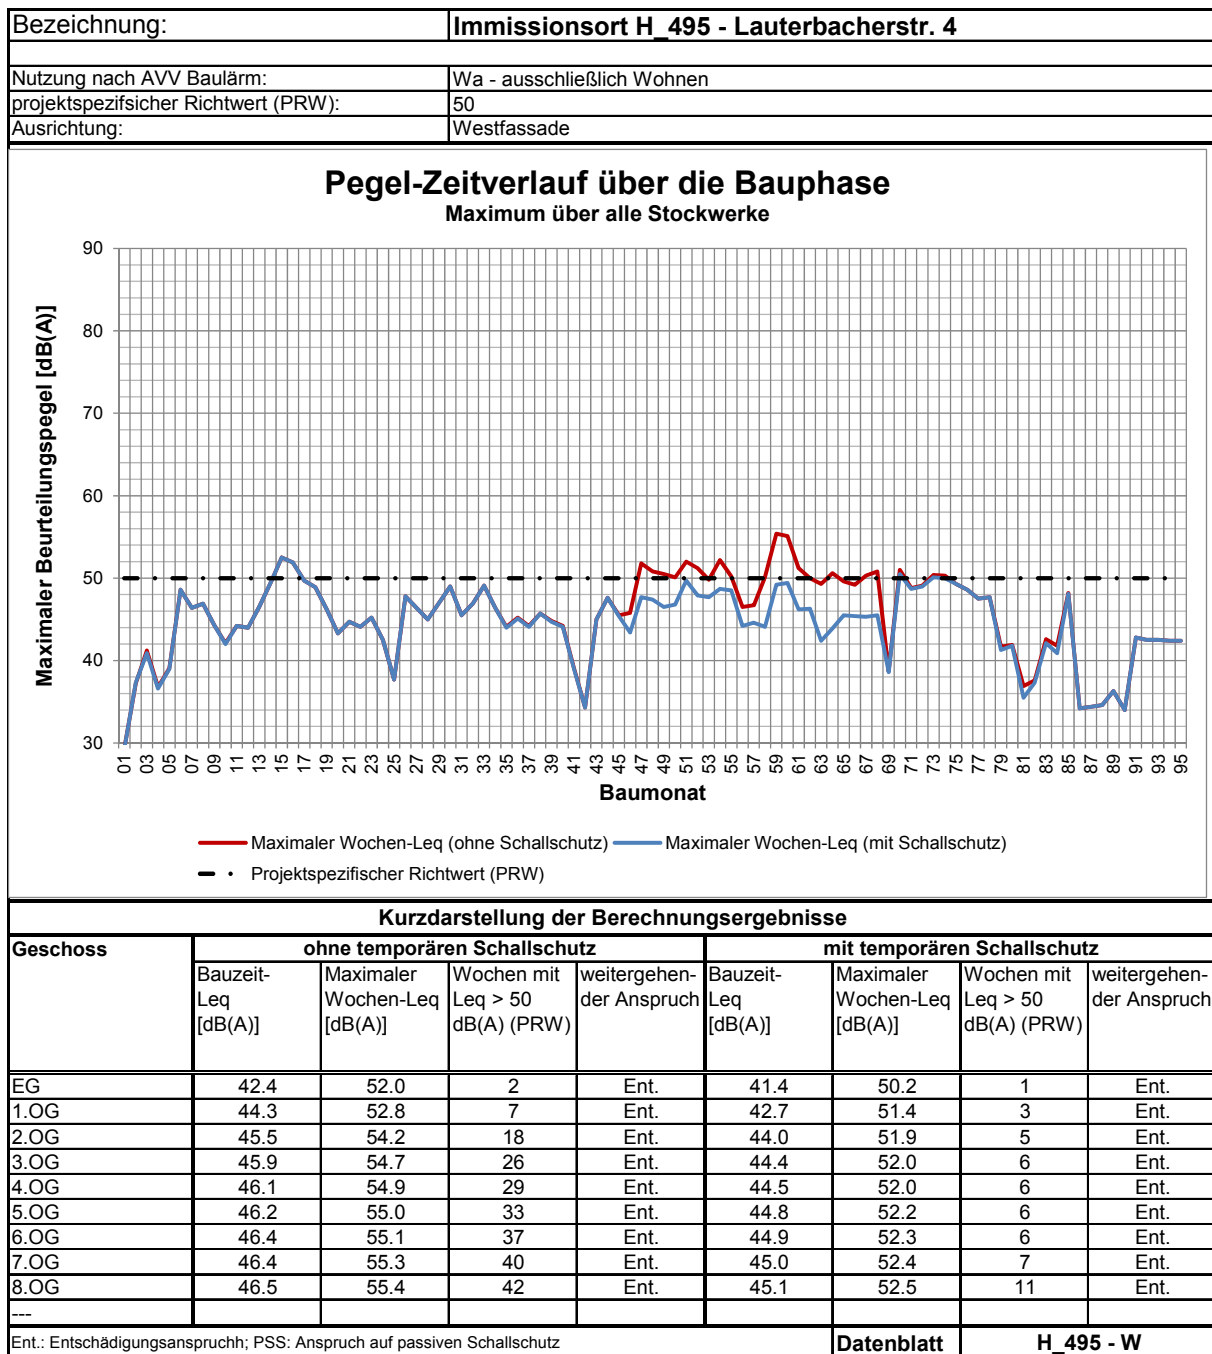 Bezeichnung: Immissionsort H_495 - Lauterbacherstr. 4
Nutzung nach AVV Baulärm: Wa - ausschließlich Wohnen
projektspezifsicher Richtwert (PRW): 50
Ausrichtung: Westfassade
Pegel-Zeitverlauf über die Bauphase
Maximum über alle Stockwerke
Maximaler Beurteilungspegel [dB(A)]
90
80
70
60
50
40
30
01 03 05 07 09 11 13 15 17 19 21 23 25 27 29 31 33 35 37 39 41 43 45 47 49 51 53 55 57 59 61 63 65 67 69 71 73 75 77 79 81 83 85 87 89 91 93 95
Baumonat
Maximaler Wochen-Leq (ohne Schallschutz) Maximaler Wochen-Leq (mit Schallschutz)
Projektspezifischer Richtwert (PRW)
Kurzdarstellung der Berechnungsergebnisse
Geschoss ohne temporären Schallschutz mit temporären Schallschutz
Bauzeit- Maximaler Wochen mit weitergehen- Bauzeit- Maximaler Wochen mit weitergehen-
Leq Wochen-Leq Leq > 50 der Anspruch Leq Wochen-Leq Leq > 50 der Anspruch
[dB(A)] [dB(A)] dB(A) (PRW) [dB(A)] [dB(A)] dB(A) (PRW)
EG 42.4 52.0 2 Ent. 41.4 50.2 1 Ent.
1.OG 44.3 52.8 7 Ent. 42.7 51.4 3 Ent.
2.OG 45.5 54.2 18 Ent. 44.0 51.9 5 Ent.
3.OG 45.9 54.7 26 Ent. 44.4 52.0 6 Ent.
4.OG 46.1 54.9 29 Ent. 44.5 52.0 6 Ent.
5.OG 46.2 55.0 33 Ent. 44.8 52.2 6 Ent.
6.OG 46.4 55.1 37 Ent. 44.9 52.3 6 Ent.
7.OG 46.4 55.3 40 Ent. 45.0 52.4 7 Ent.
8.OG 46.5 55.4 42 Ent. 45.1 52.5 11 Ent.
---
Ent.: Entschädigungsanspruchh; PSS: Anspruch auf passiven Schallschutz Datenblatt H_495 - W